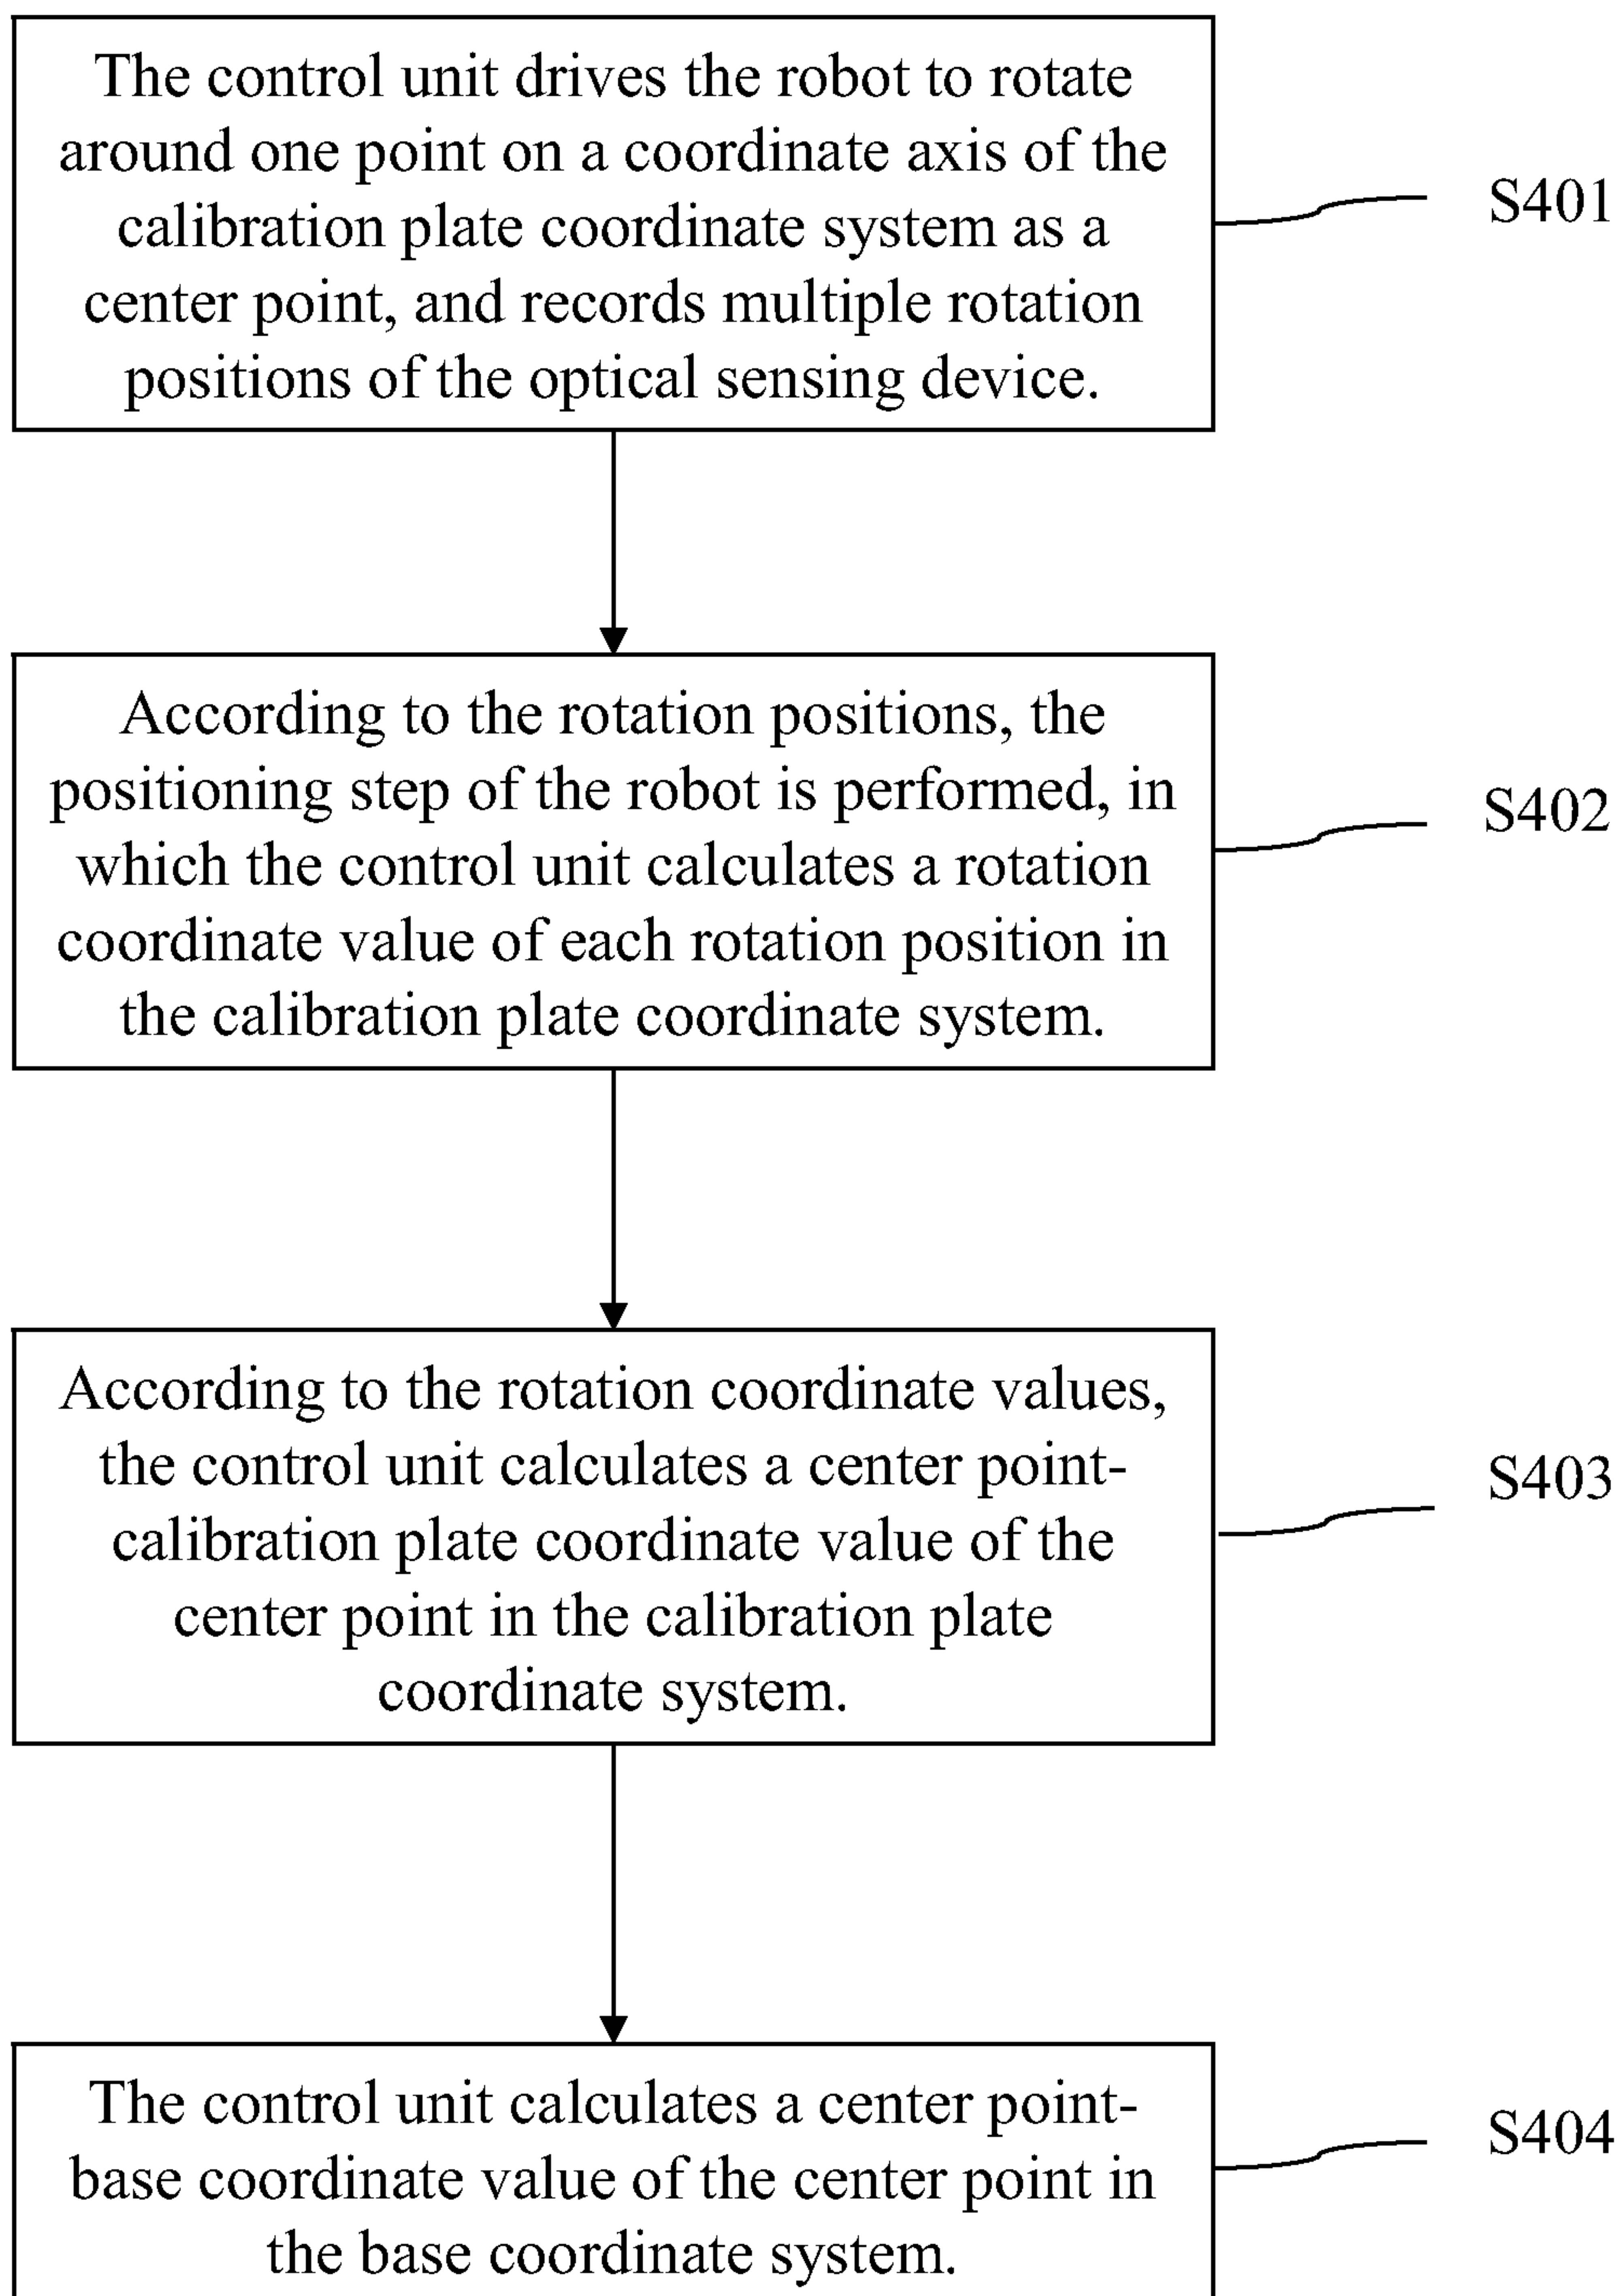 The control unit drives the robot to rotate
around one point on a coordinate axis of the
calibration plate coordinate system as a
center point, and records multiple rotation
positions of the optical sensing device.
S401
According to the rotation positions, the
positioning step of the robot is performed, in
which the control unit calculates a rotation
coordinate value of each rotation position in
the calibration plate coordinate system.
S402
According to the rotation coordinate values,
the control unit calculates a center point-
calibration plate coordinate value of the
center point in the calibration plate
coordinate system.
S403
The control unit calculates a center point-
base coordinate value of the center point in
the base coordinate system.
S404